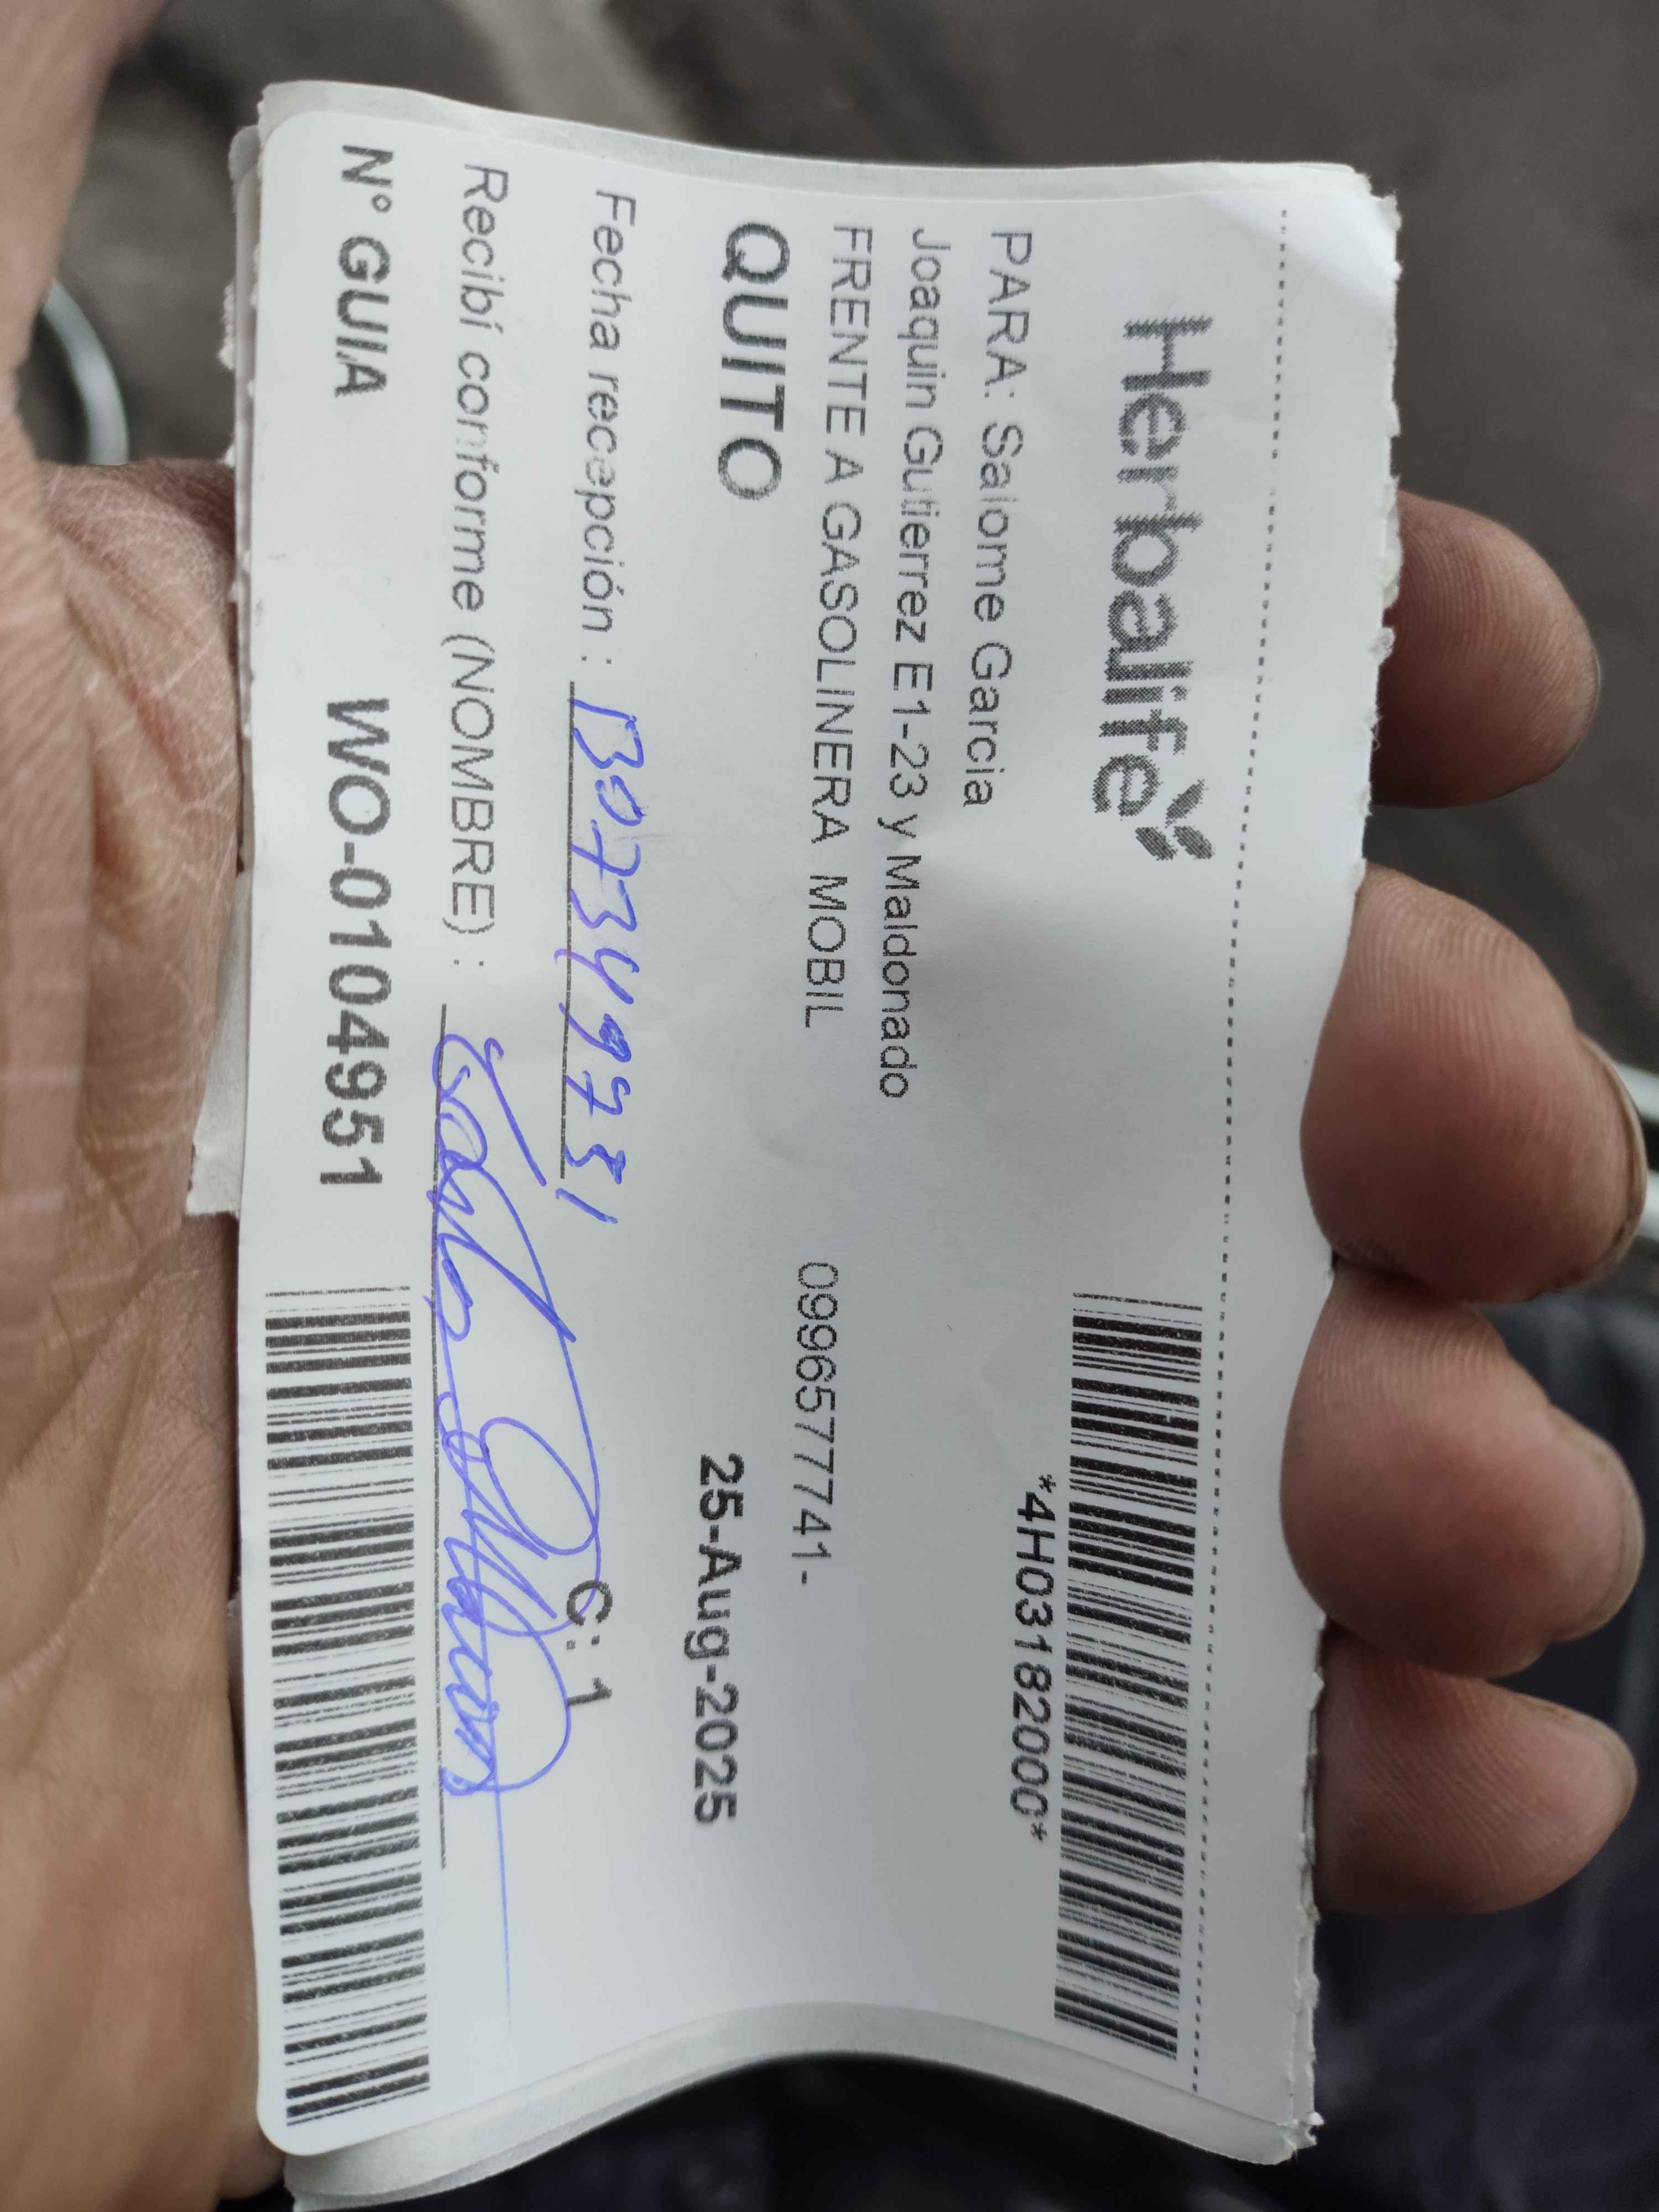 Herbalife
*4H03182000*
PARA: Salome Garcia
Joaquin Gutierrez E1-23 y Maldonado
FRENTE A GASOLINERA MOBIL 0996577741-
QUITO 25-Aug-2025
Fecha recepción :
C: 1
Recibí conforme (NOMBRE) :
N° GUIA WO-0104951